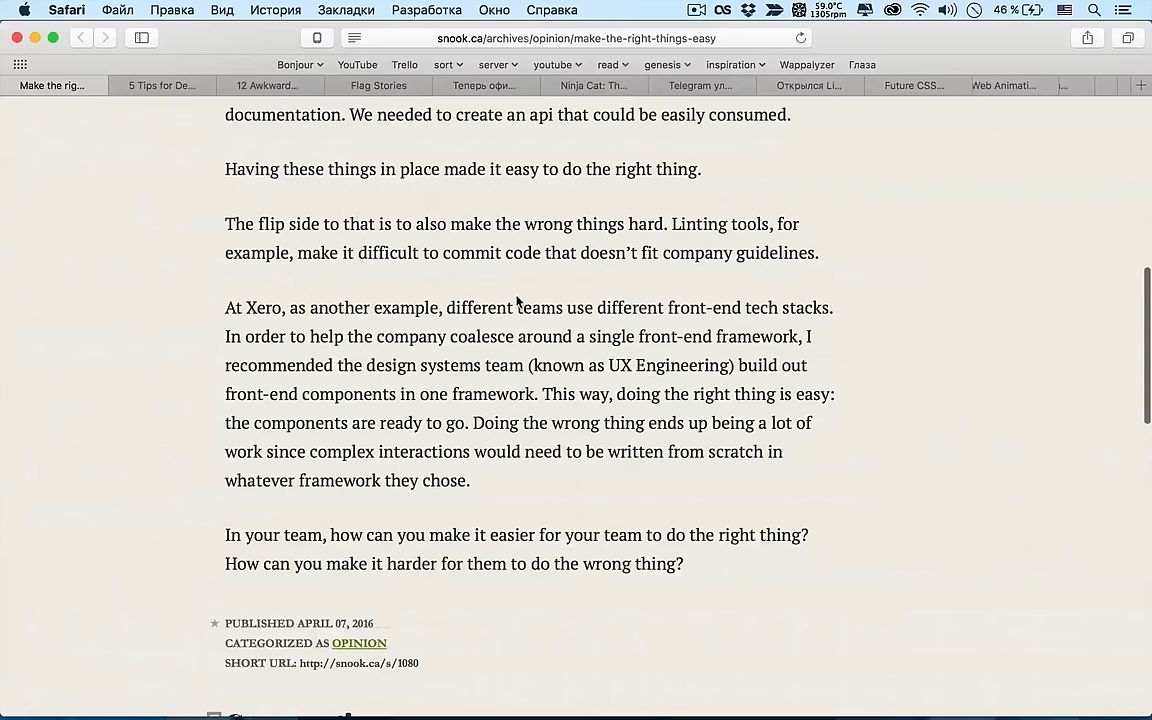 Safari Файл Правка Вид История Закладки Разработка Окно Справка OS 59.0°C 1305rpm 46 %
snook.ca/archives/opinion/make-the-right-things-easy
Bonjour YouTube Trello sort server youtube read genesis inspiration Wappalyzer Глаза
Make the rig... 5 Tips for De... 12 Awkward... Flag Stories Теперь офи... Ninja Cat: Th... Telegram ул... Открылся Li... Future CSS... Web Animati...
documentation. We needed to create an api that could be easily consumed.
Having these things in place made it easy to do the right thing.
The flip side to that is to also make the wrong things hard. Linting tools, for
example, make it difficult to commit code that doesn’t fit company guidelines.
At Xero, as another example, different teams use different front-end tech stacks.
In order to help the company coalesce around a single front-end framework, I
recommended the design systems team (known as UX Engineering) build out
front-end components in one framework. This way, doing the right thing is easy:
the components are ready to go. Doing the wrong thing ends up being a lot of
work since complex interactions would need to be written from scratch in
whatever framework they chose.
In your team, how can you make it easier for your team to do the right thing?
How can you make it harder for them to do the wrong thing?
PUBLISHED APRIL 07, 2016
CATEGORIZED AS OPINION
SHORT URL: http://snook.ca/s/1080